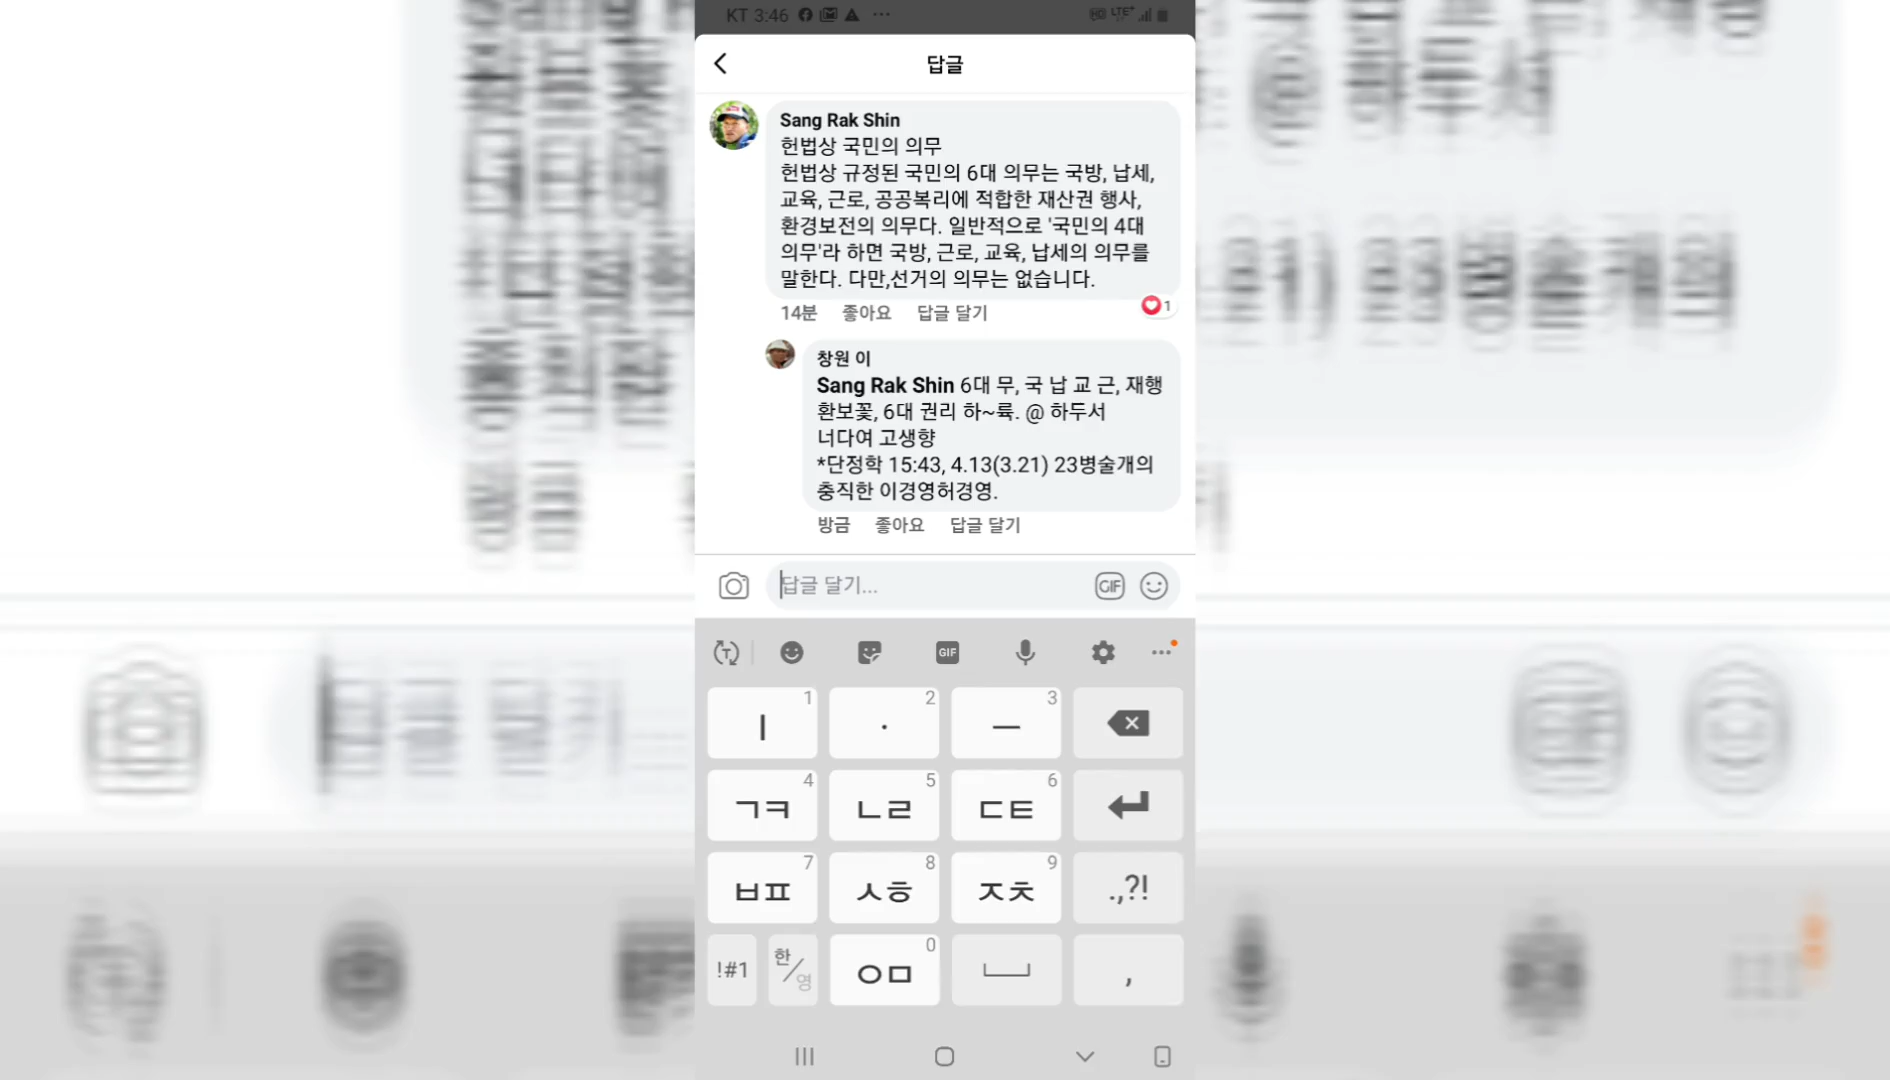 KT 3:46
답글
Sang Rak Shin
헌법상 국민의 의무
헌법상 규정된 국민의 6대 의무는 국방, 납세,
교육, 근로, 공공복리에 적합한 재산권 행사,
환경보전의 의무다. 일반적으로 '국민의 4대
의무'라 하면 국방, 근로, 교육, 납세의 의무를
말한다. 다만,선거의 의무는 없습니다.
14분 좋아요 답글 달기 1
창원 이
Sang Rak Shin 6대 무, 국 납 교 근, 재행
환보꽃, 6대 권리 하~륙. @ 하두서
너다여 고생향
*단정학 15:43, 4.13(3.21) 23병술개의
충직한 이경영허경영.
방금 좋아요 답글 달기
답글 달기... GIF
GIF
ㅣ 1 · 2 ㅡ 3
ㄱㅋ 4 ㄴㄹ 5 ㄷㅌ 6
ㅂㅍ 7 ㅅㅎ 8 ㅈㅊ 9 .,?!
!#1 한/영 ㅇㅁ 0 ,